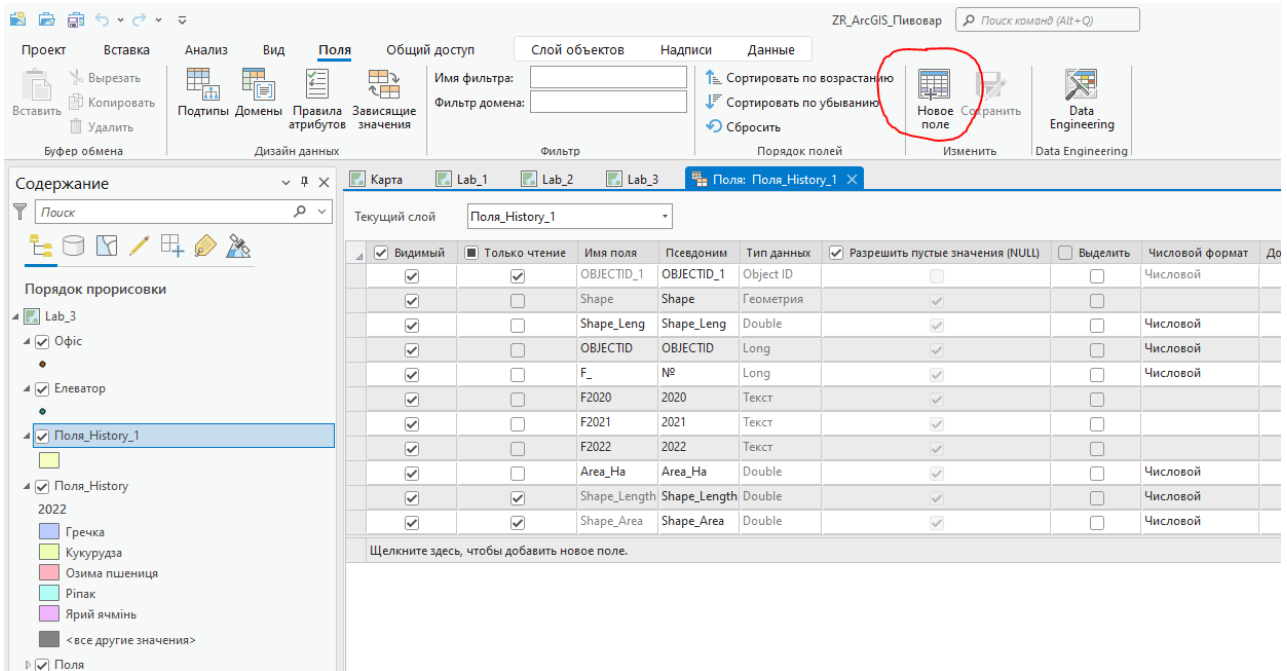 ZR_ArcGIS_Пивовар
Поиск команд (Alt+Q)
Проект Вставка Анализ Вид Поля Общий доступ Слой объектов Надписи Данные
Вставить
Вырезать
Копировать
Удалить
Буфер обмена
Подтипы Домены Правила атрибутов Зависящие значения
Дизайн данных
Имя фильтра:
Фильтр домена:
Фильтр
Сортировать по возрастанию
Сортировать по убыванию
Сбросить
Порядок полей
Новое поле
Сохранить
Изменить
Data Engineering
Data Engineering
Содержание
Поиск
Порядок прорисовки
Lab_3
Офіс
Елеватор
Поля_History_1
Поля_History
2022
Гречка
Кукурудза
Озима пшениця
Ріпак
Ярий ячмінь
<все другие значения>
Поля
Карта Lab_1 Lab_2 Lab_3 Поля: Поля_History_1
Текущий слой Поля_History_1
Видимый Только чтение Имя поля Псевдоним Тип данных Разрешить пустые значения (NULL) Выделить Числовой формат До
OBJECTID_1 OBJECTID_1 Object ID Числовой
Shape Shape Геометрия
Shape_Leng Shape_Leng Double Числовой
OBJECTID OBJECTID Long Числовой
F_ № Long Числовой
F2020 2020 Текст
F2021 2021 Текст
F2022 2022 Текст
Area_Ha Area_Ha Double Числовой
Shape_Length Shape_Length Double Числовой
Shape_Area Shape_Area Double Числовой
Щелкните здесь, чтобы добавить новое поле.